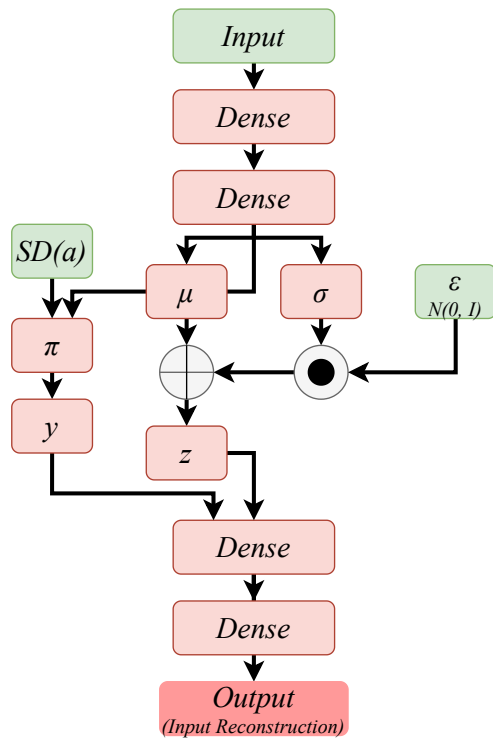 Input
Dense
Dense
SD(a)
μ
σ
ε
N(0, I)
π
y
z
Dense
Dense
Output
(Input Reconstruction)